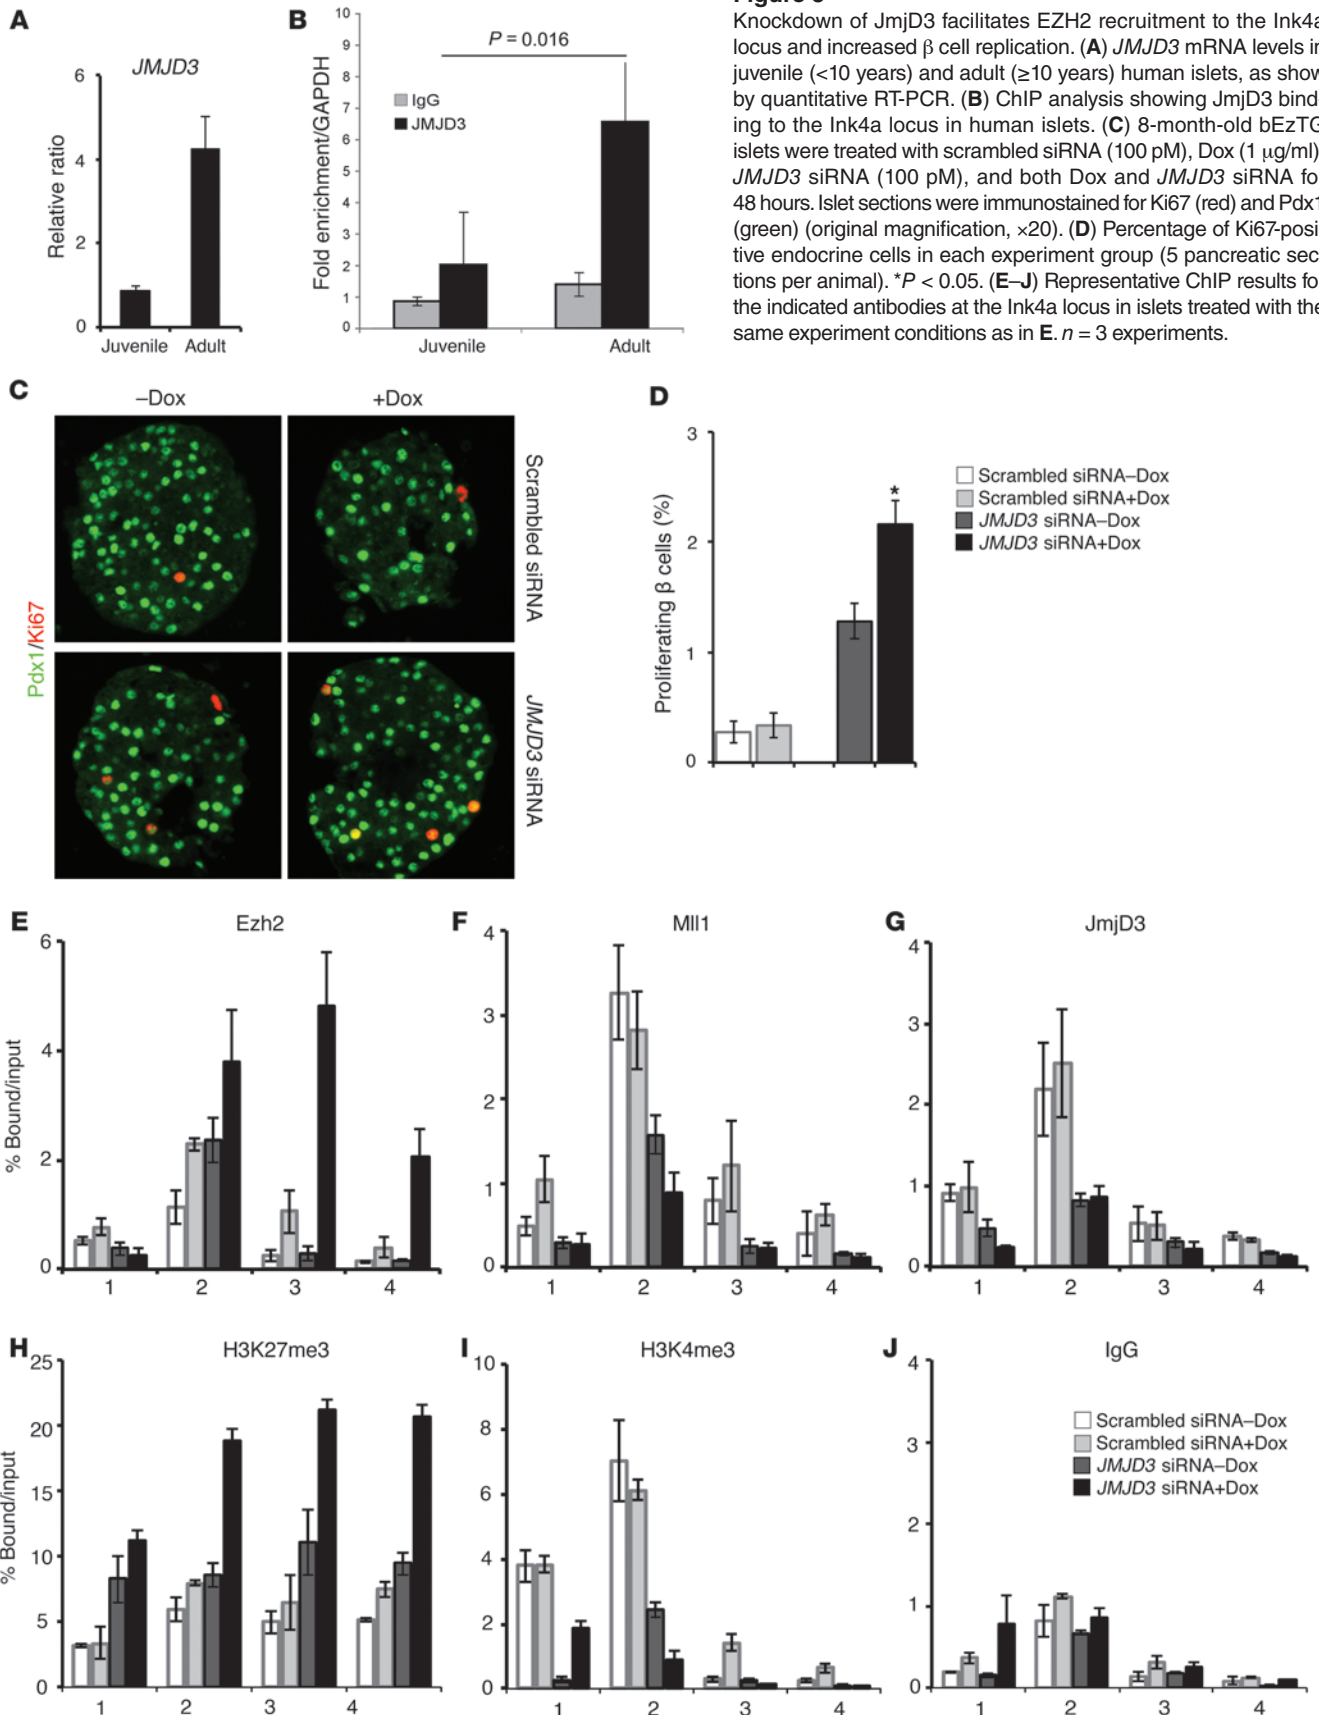 A
JMJD3
6
4
2
0
Relative ratio
Juvenile Adult
B
10
9
8
7
6
5
4
3
2
1
0
Fold enrichment/GAPDH
P = 0.016
IgG
JMJD3
Juvenile Adult
Knockdown of JmjD3 facilitates EZH2 recruitment to the Ink4a
locus and increased β cell replication. (A) JMJD3 mRNA levels in
juvenile (<10 years) and adult (≥10 years) human islets, as show
by quantitative RT-PCR. (B) ChIP analysis showing JmjD3 bind-
ing to the Ink4a locus in human islets. (C) 8-month-old bEzTG
islets were treated with scrambled siRNA (100 pM), Dox (1 μg/ml)
JMJD3 siRNA (100 pM), and both Dox and JMJD3 siRNA fo
48 hours. Islet sections were immunostained for Ki67 (red) and Pdx1
(green) (original magnification, ×20). (D) Percentage of Ki67-posi-
tive endocrine cells in each experiment group (5 pancreatic sec-
tions per animal). *P < 0.05. (E–J) Representative ChIP results fo
the indicated antibodies at the Ink4a locus in islets treated with the
same experiment conditions as in E. n = 3 experiments.
C
–Dox +Dox
Pdx1/Ki67
Scrambled siRNA
JMJD3 siRNA
D
3
2
1
0
Proliferating β cells (%)
*
Scrambled siRNA–Dox
Scrambled siRNA+Dox
JMJD3 siRNA–Dox
JMJD3 siRNA+Dox
E
Ezh2
6
4
2
0
% Bound/input
1 2 3 4
F
Mll1
4
3
2
1
0
1 2 3 4
G
JmjD3
4
3
2
1
0
1 2 3 4
H
H3K27me3
25
20
15
10
5
0
% Bound/input
1 2 3 4
I
H3K4me3
10
8
6
4
2
0
1 2 3 4
J
IgG
4
3
2
1
0
Scrambled siRNA–Dox
Scrambled siRNA+Dox
JMJD3 siRNA–Dox
JMJD3 siRNA+Dox
1 2 3 4